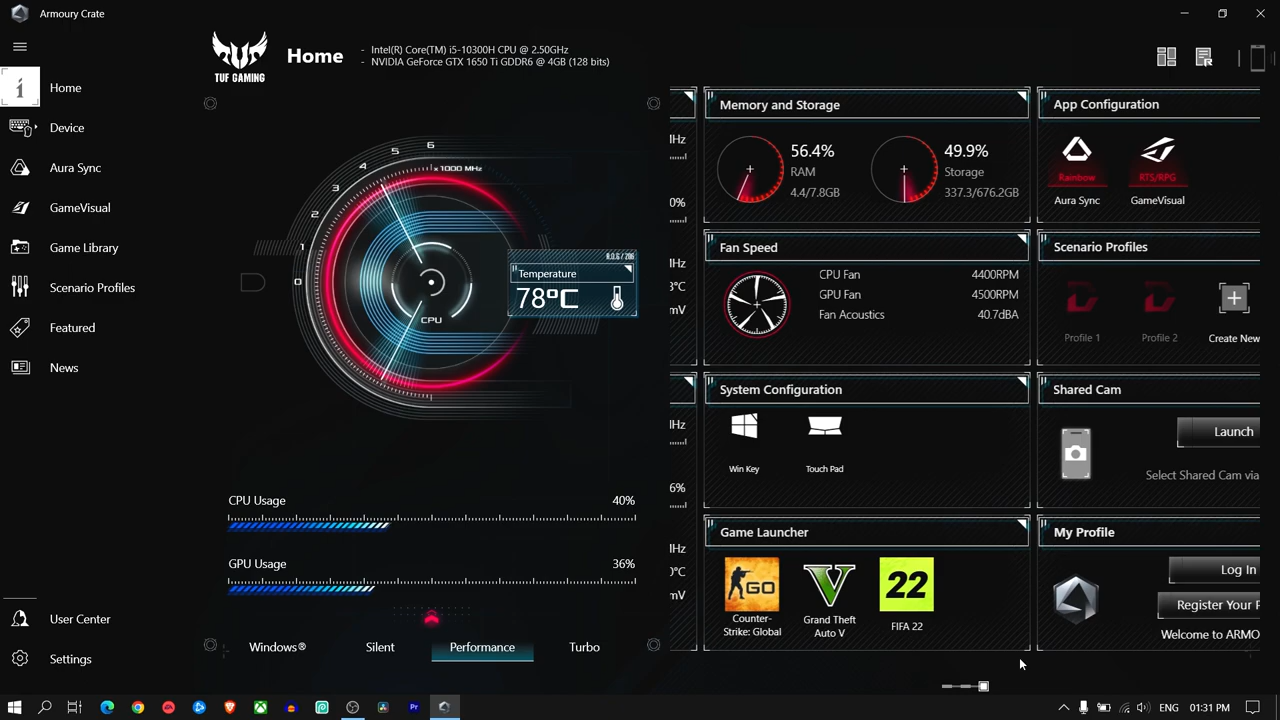 Armoury Crate
Home
Device
Aura Sync
GameVisual
Game Library
Scenario Profiles
Featured
News
User Center
Settings
TUF GAMING
Home
- Intel(R) Core(TM) i5-10300H CPU @ 2.50GHz
- NVIDIA GeForce GTX 1650 Ti GDDR6 @ 4GB (128 bits)
0
1
2
3
4
5
6
x 1000 MHz
CPU
Temperature
78°C
CPU Usage 40%
GPU Usage 36%
Windows® Silent Performance Turbo
Memory and Storage
56.4%
RAM
4.4/7.8GB
49.9%
Storage
337.3/676.2GB
Fan Speed
CPU Fan 4400RPM
GPU Fan 4500RPM
Fan Acoustics 40.7dBA
System Configuration
Win Key
Touch Pad
Game Launcher
GO
Counter-
Strike: Global
V
Grand Theft
Auto V
22
FIFA 22
App Configuration
Rainbow
Aura Sync
RTS/RPG
GameVisual
Scenario Profiles
Profile 1
Profile 2
Create New
Shared Cam
Launch
Select Shared Cam via
My Profile
Log In
Register Your
Welcome to ARMO
ENG 01:31 PM